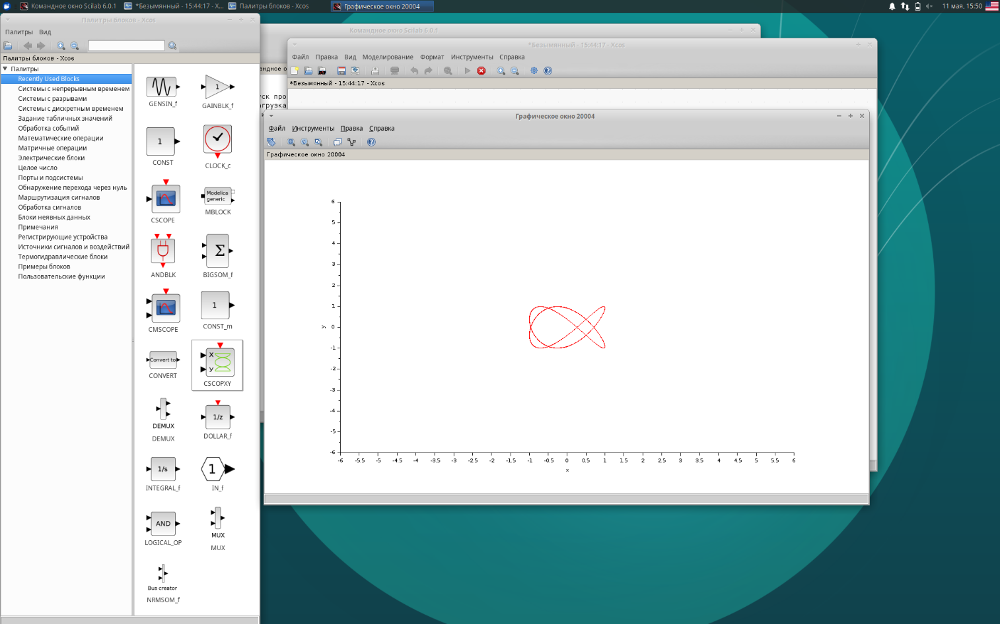 Командное окно Scilab 6.0.1
*Безымянный - 15:44:17 - X...
Палитры блоков - Xcos
Графическое окно 20004
11 мая, 15:50
Палитры блоков - Xcos
Палитры Вид
Палитры блоков - Xcos
Палитры
Recently Used Blocks
Системы с непрерывным временем
Системы с разрывами
Системы с дискретным временем
Задание табличных значений
Обработка событий
Математические операции
Матричные операции
Электрические блоки
Целое число
Порты и подсистемы
Обнаружение перехода через нуль
Маршрутизация сигналов
Обработка сигналов
Блоки неявных данных
Примечания
Регистрирующие устройства
Источники сигналов и воздействий
Термогидравлические блоки
Примеры блоков
Пользовательские функции
GENSIN_f
1
GAINBLK_f
1
CONST
CLOCK_c
CSCOPE
Modelica
generic
MBLOCK
ANDBLK
Σ
BIGSOM_f
CMSCOPE
1
CONST_m
Convert to
CONVERT
X
y
CSCOPXY
DEMUX
DEMUX
1/z
DOLLAR_f
1/s
INTEGRAL_f
1
IN_f
AND
LOGICAL_OP
MUX
MUX
Bus creator
NRMSOM_f
Командное окно Scilab 6.0.1
андное о
уск про
агрузка
*Безымянный - 15:44:17 - Xcos
Файл Правка Вид Моделирование Формат Инструменты Справка
*Безымянный - 15:44:17 - Xcos
Графическое окно 20004
Файл Инструменты Правка Справка
Графическое окно 20004
6
5
4
3
2
1
y
0
-1
-2
-3
-4
-5
-6
-6 -5.5 -5 -4.5 -4 -3.5 -3 -2.5 -2 -1.5 -1 -0.5 0 0.5 1 1.5 2 2.5 3 3.5 4 4.5 5 5.5 6
x